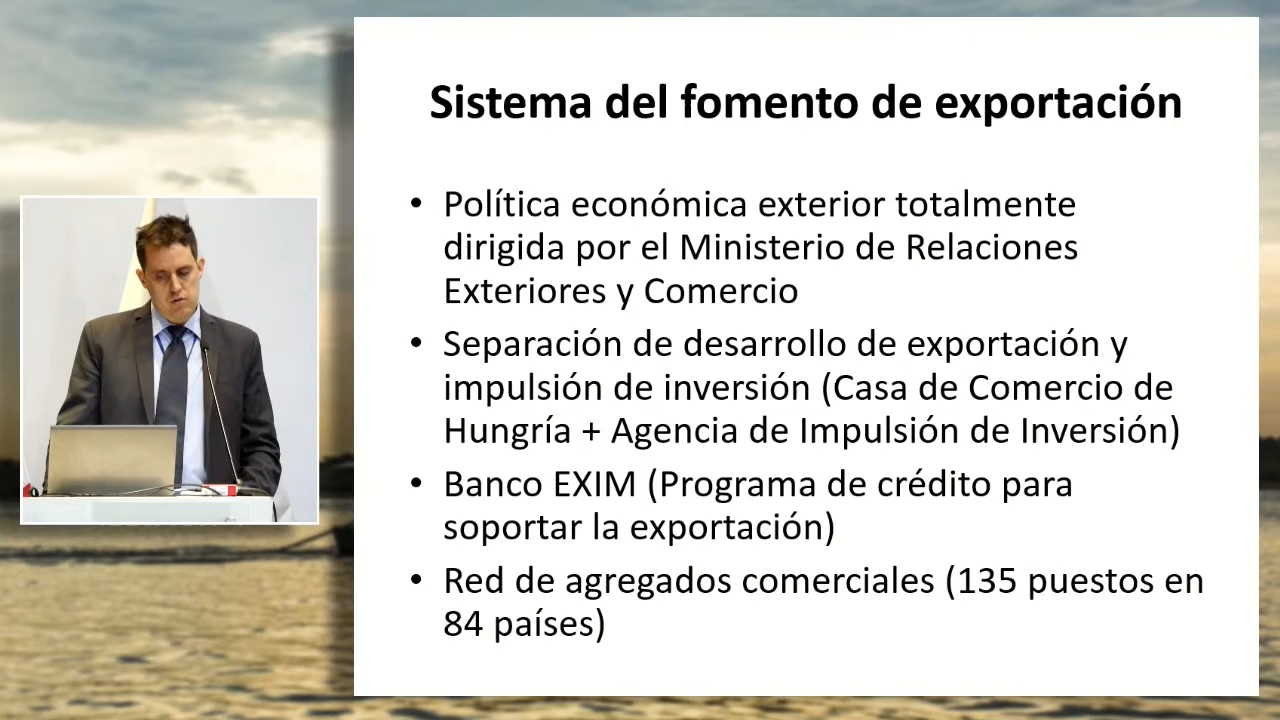 Sistema del fomento de exportación
• Política económica exterior totalmente
dirigida por el Ministerio de Relaciones
Exteriores y Comercio
• Separación de desarrollo de exportación y
impulsión de inversión (Casa de Comercio de
Hungría + Agencia de Impulsión de Inversión)
• Banco EXIM (Programa de crédito para
soportar la exportación)
• Red de agregados comerciales (135 puestos en
84 países)